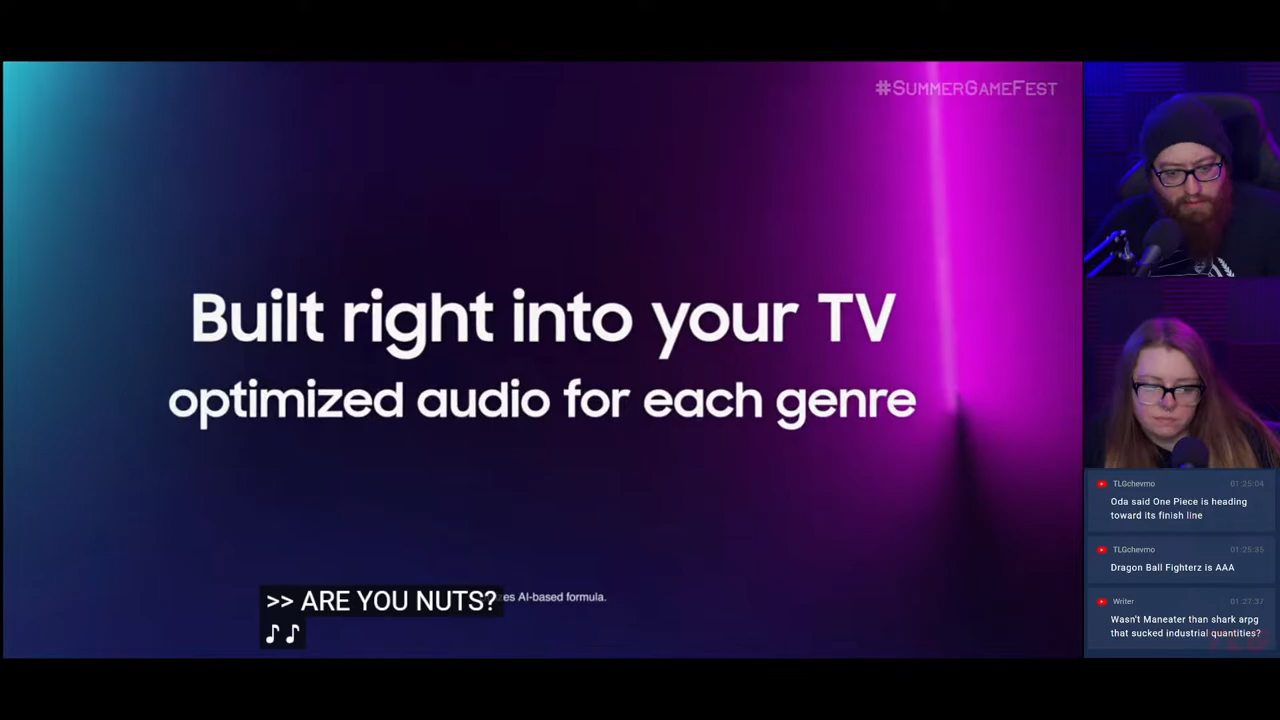 #SUMMERGAMEFEST
Built right into your TV
optimized audio for each genre
>> ARE YOU NUTS?
AI-based formula.
♪ ♪
TLGchevmo 01:25:04
Oda said One Piece is heading
toward its finish line
TLGchevmo 01:25:35
Dragon Ball Fighterz is AAA
Writer 01:27:37
Wasn't Maneater than shark arpg
that sucked industrial quantities?